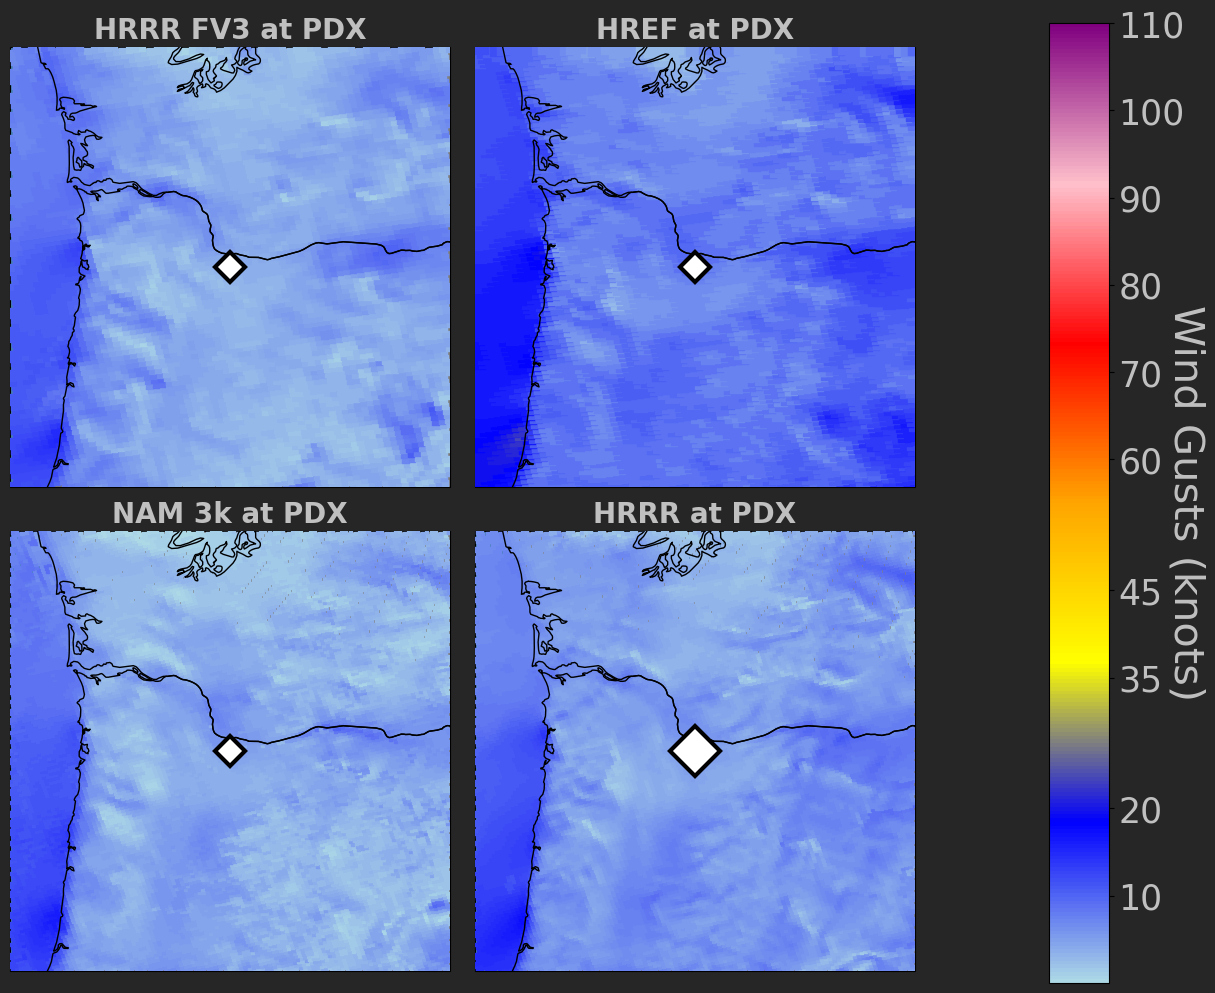 HRRR FV3 at PDX
HREF at PDX
NAM 3k at PDX
HRRR at PDX
110
100
90
80
70
60
45
35
20
10
Wind Gusts (knots)